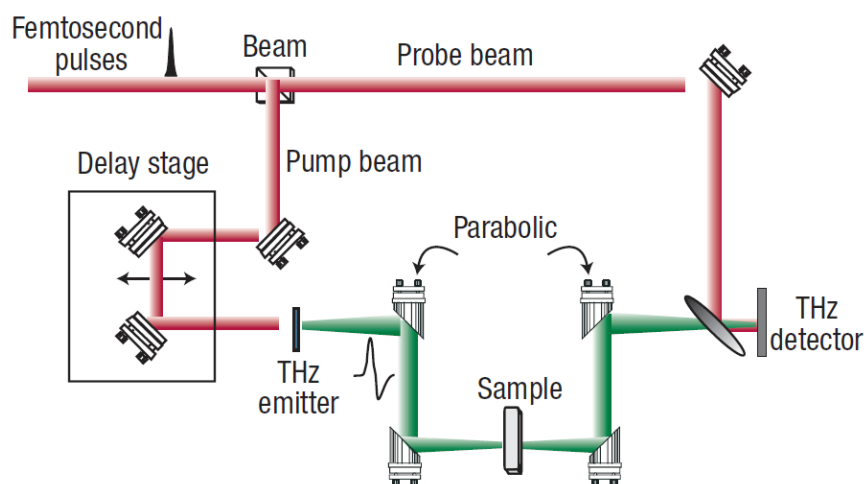 Femtosecond
pulses
Beam
Probe beam
Delay stage
Pump beam
Parabolic
THz
emitter
Sample
THz
detector